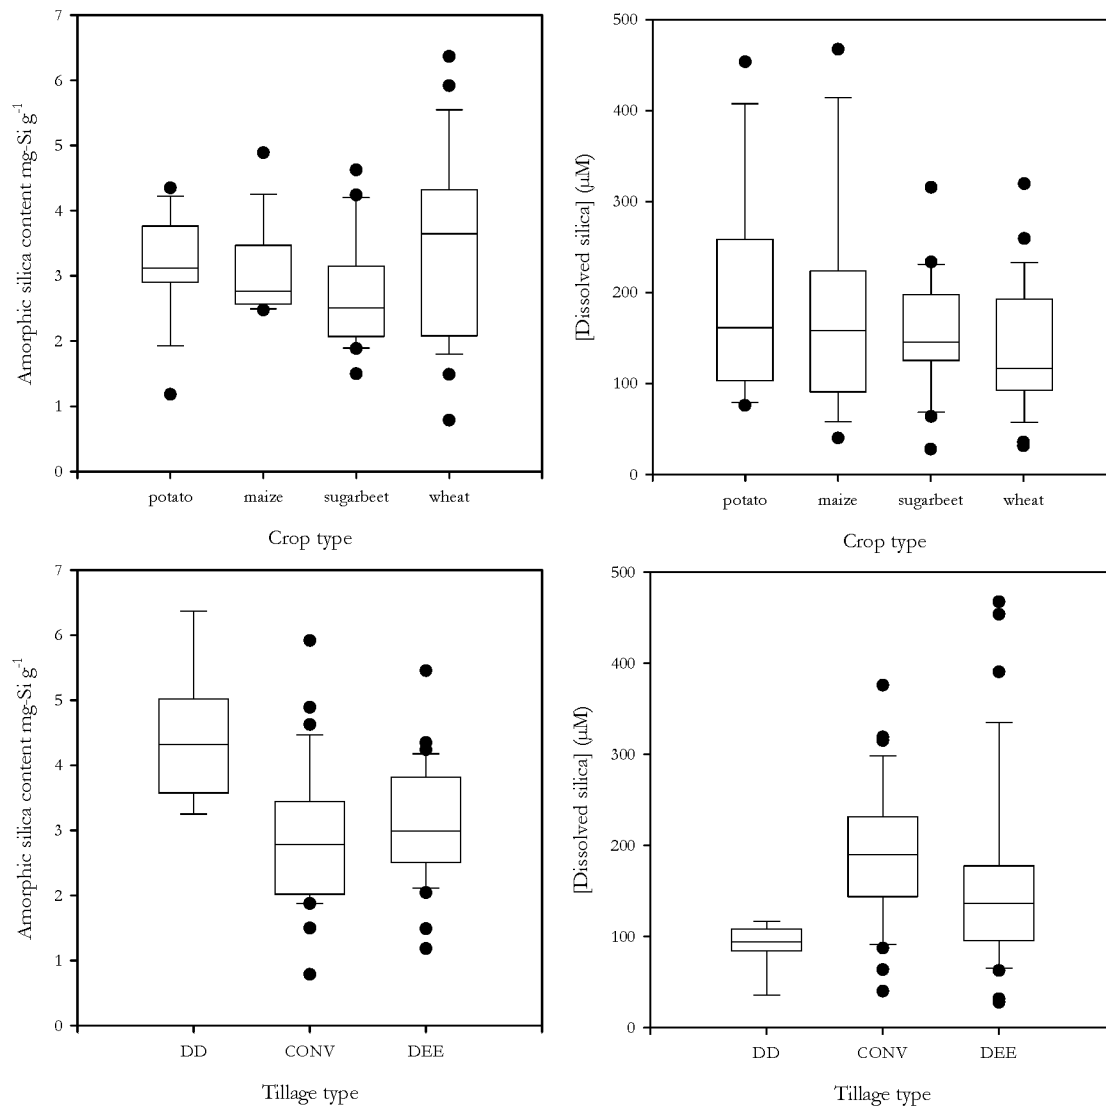 Amorphic silica content mg-Si g⁻¹
7
6
5
4
3
2
1
0
potato maize sugarbeet wheat
Crop type
[Dissolved silica] (µM)
500
400
300
200
100
0
potato maize sugarbeet wheat
Crop type
Amorphic silica content mg-Si g⁻¹
7
6
5
4
3
2
1
0
DD CONV DEE
Tillage type
[Dissolved silica] (µM)
500
400
300
200
100
0
DD CONV DEE
Tillage type